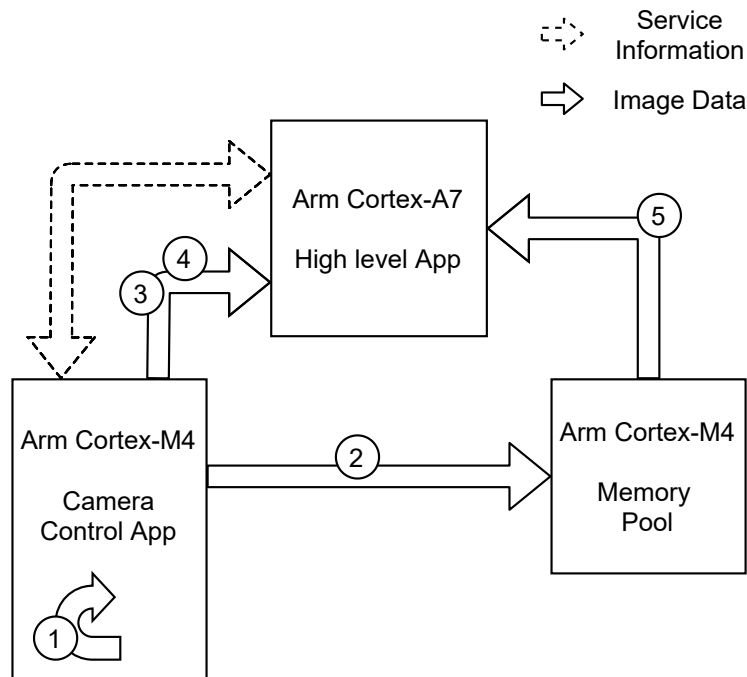 Service
Information
Image Data
Arm Cortex-A7
High level App
5
4
3
Arm Cortex-M4
Camera
Control App
2
Arm Cortex-M4
Memory
Pool
1